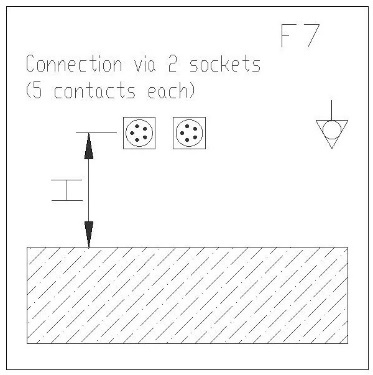 F7
Connection via 2 sockets
(5 contacts each)
H